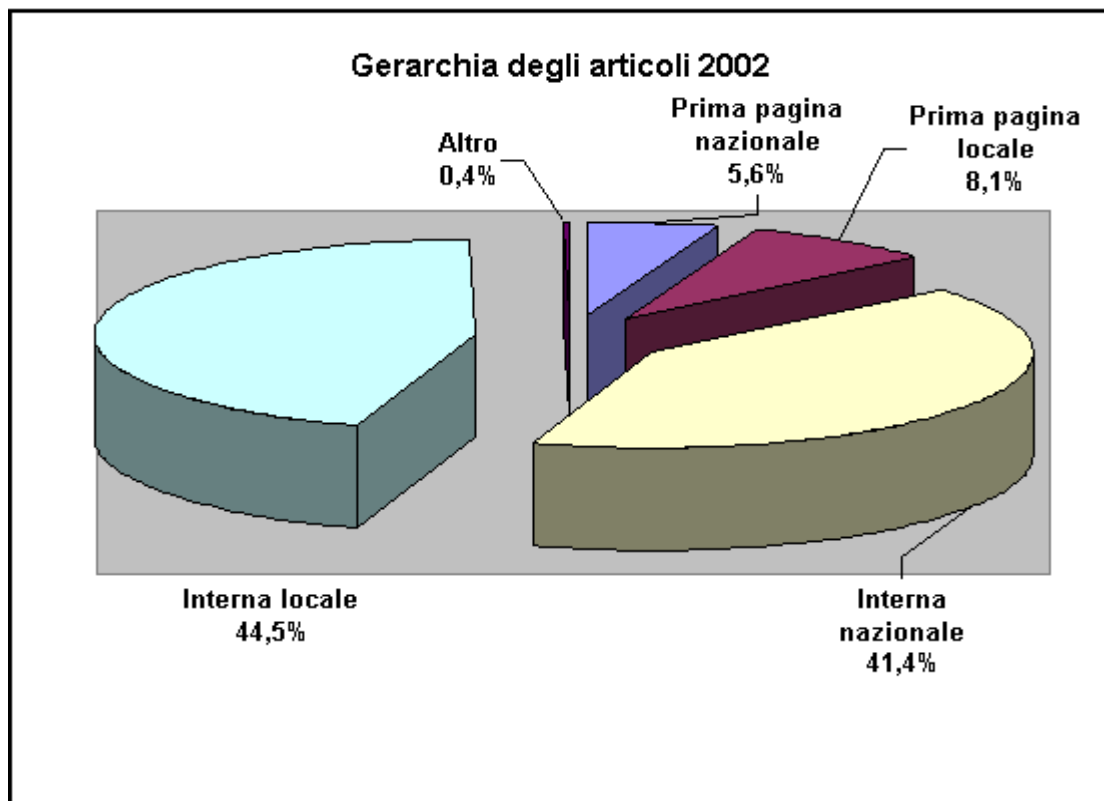 Gerarchia degli articoli 2002
Altro
0,4%
Prima pagina
nazionale
5,6%
Prima pagina
locale
8,1%
Interna locale
44,5%
Interna
nazionale
41,4%